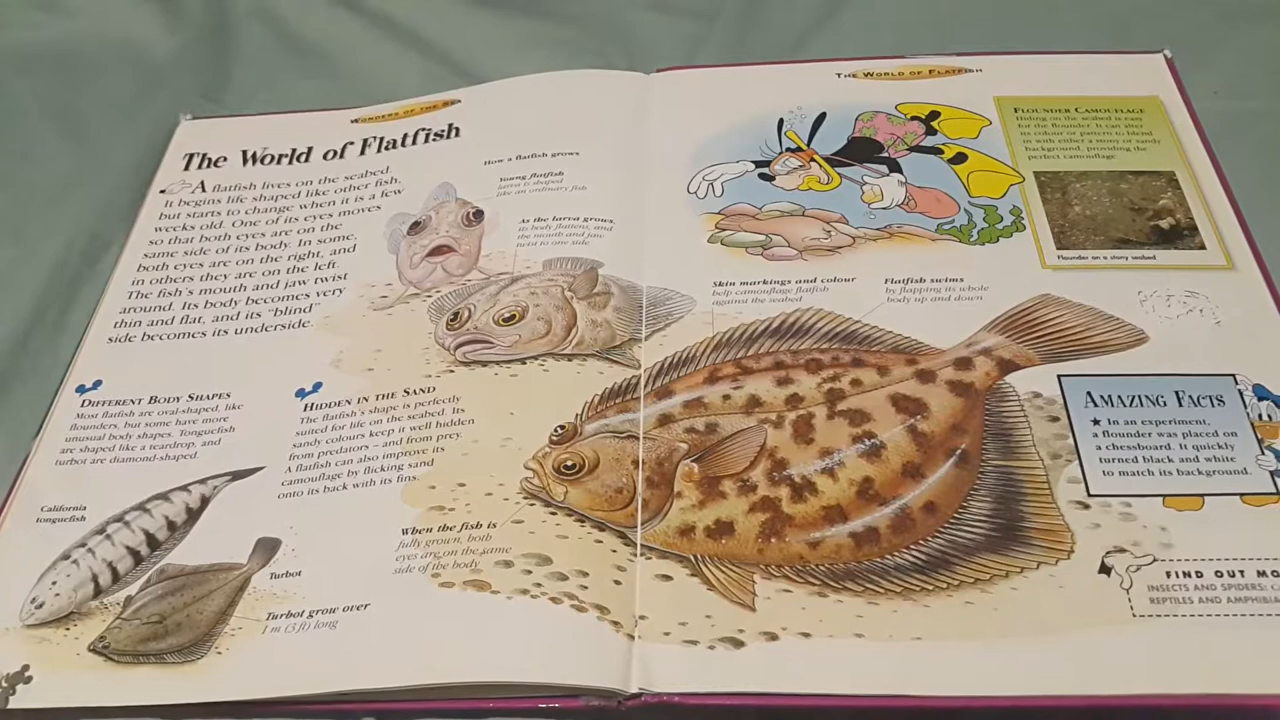 WONDERS OF THE
The World of Flatfish
A flatfish lives on the seabed.
It begins life shaped like other fish,
but starts to change when it is a few
weeks old. One of its eyes moves
so that both eyes are on the
same side of its body. In some,
both eyes are on the right, and
in others they are on the left.
The fish's mouth and jaw twist
around. Its body becomes very
thin and flat, and its "blind"
side becomes its underside.
How a flatfish grows
Young flatfish
larva is shaped
like an ordinary fish
As the larva grows,
its body flattens, and
the mouth and jaw
twist to one side
DIFFERENT BODY SHAPES
Most flatfish are oval-shaped, like
flounders, but some have more
unusual body shapes. Tonguefish
are shaped like a teardrop, and
turbot are diamond-shaped.
HIDDEN IN THE SAND
The flatfish's shape is perfectly
suited for life on the seabed. Its
sandy colours keep it well hidden
from predators – and from prey.
A flatfish can also improve its
camouflage by flicking sand
onto its back with its fins.
California
tonguefish
Turbot
Turbot grow over
1 m (3 ft) long
When the fish is
fully grown, both
eyes are on the same
side of the body
THE WORLD OF FLATFISH
FLOUNDER CAMOUFLAGE
Hiding on the seabed is easy
for the flounder. It can alter
its colour or pattern to blend
in with either a stony or sandy
background, providing the
perfect camouflage.
Flounder on a stony seabed
Skin markings and colour
help camouflage flatfish
against the seabed
Flatfish swims
by flapping its whole
body up and down
AMAZING FACTS
★ In an experiment,
a flounder was placed on
a chessboard. It quickly
turned black and white
to match its background.
FIND OUT MO
INSECTS AND SPIDERS: C
REPTILES AND AMPHIBIA